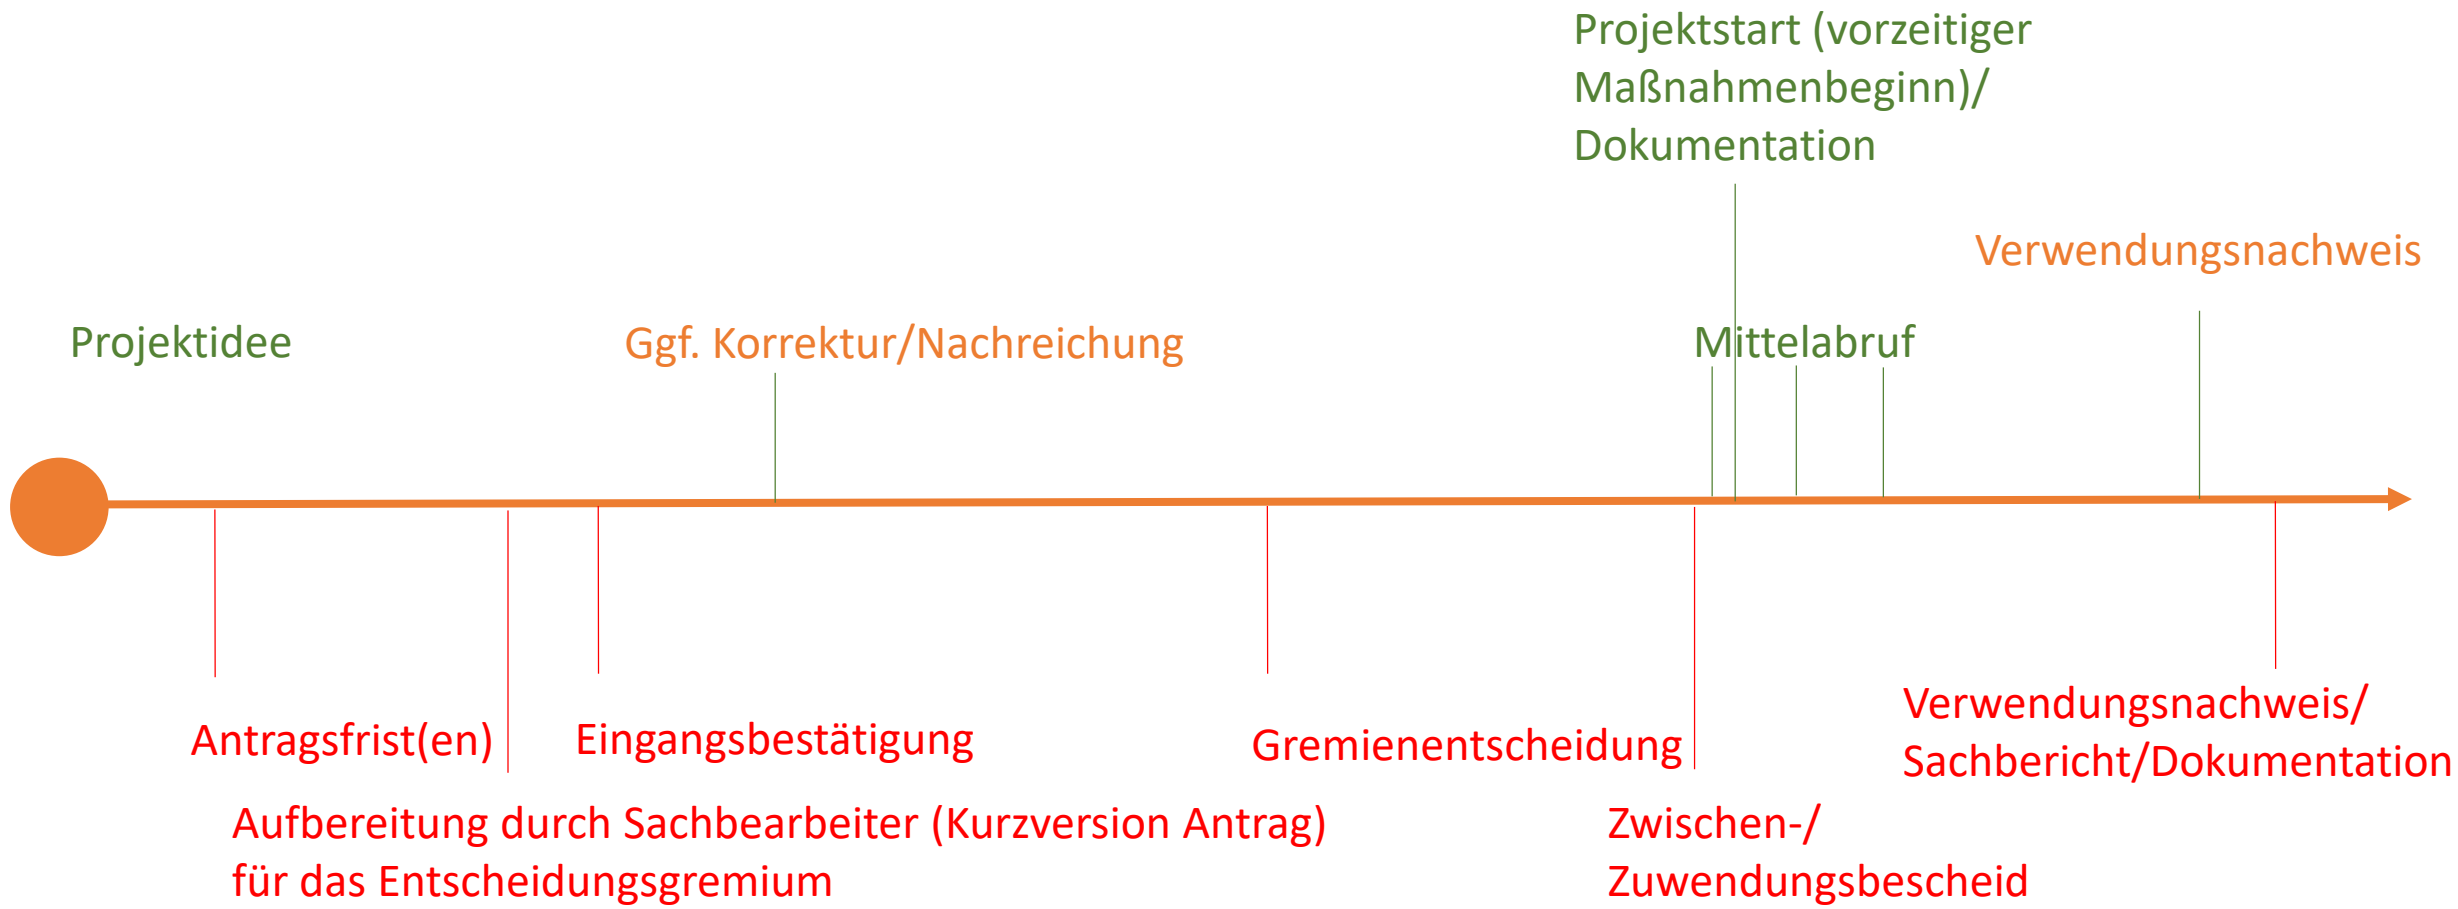 Projektstart (vorzeitiger
Maßnahmenbeginn)/
Dokumentation
Verwendungsnachweis
Projektidee
Ggf. Korrektur/Nachreichung
Mittelabruf
Antragsfrist(en)
Eingangsbestätigung
Gremienentscheidung
Verwendungsnachweis/
Sachbericht/Dokumentation
Aufbereitung durch Sachbearbeiter (Kurzversion Antrag)
für das Entscheidungsgremium
Zwischen-/
Zuwendungsbescheid